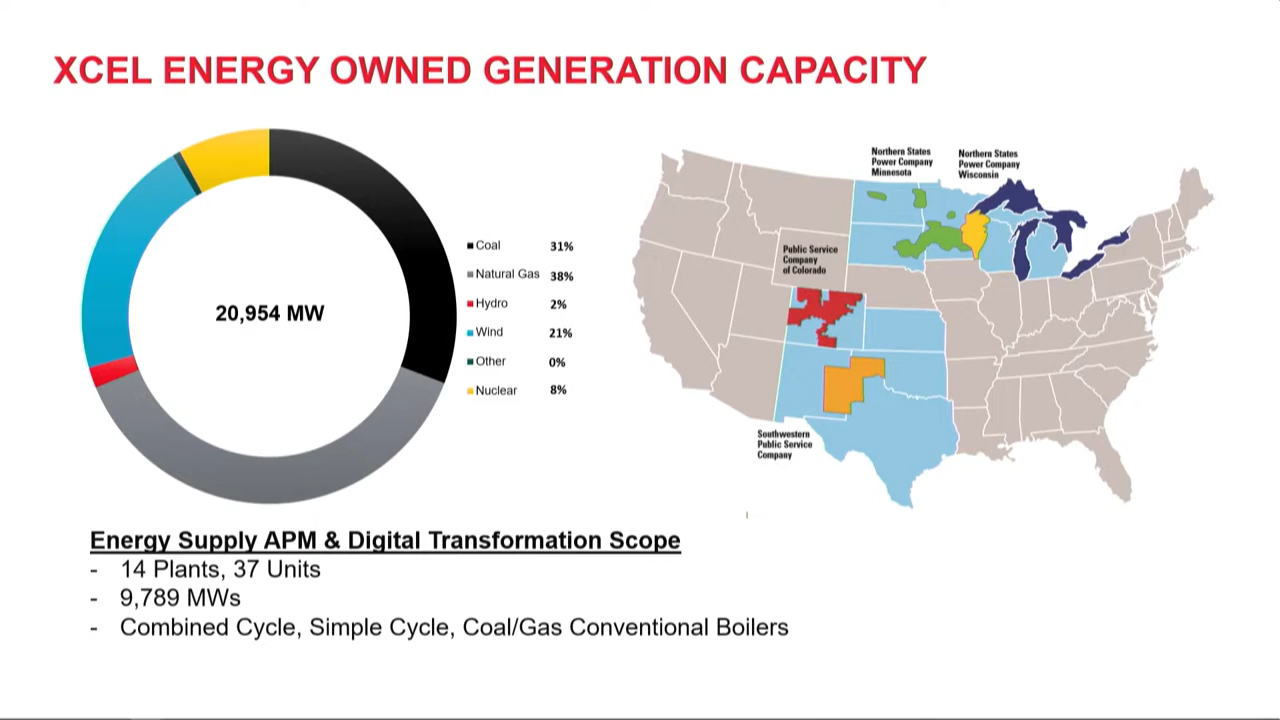 XCEL ENERGY OWNED GENERATION CAPACITY
20,954 MW
Coal 31%
Natural Gas 38%
Hydro 2%
Wind 21%
Other 0%
Nuclear 8%
Northern States
Power Company
Minnesota
Northern States
Power Company
Wisconsin
Public Service
Company
of Colorado
Southwestern
Public Service
Company
Energy Supply APM & Digital Transformation Scope
- 14 Plants, 37 Units
- 9,789 MWs
- Combined Cycle, Simple Cycle, Coal/Gas Conventional Boilers